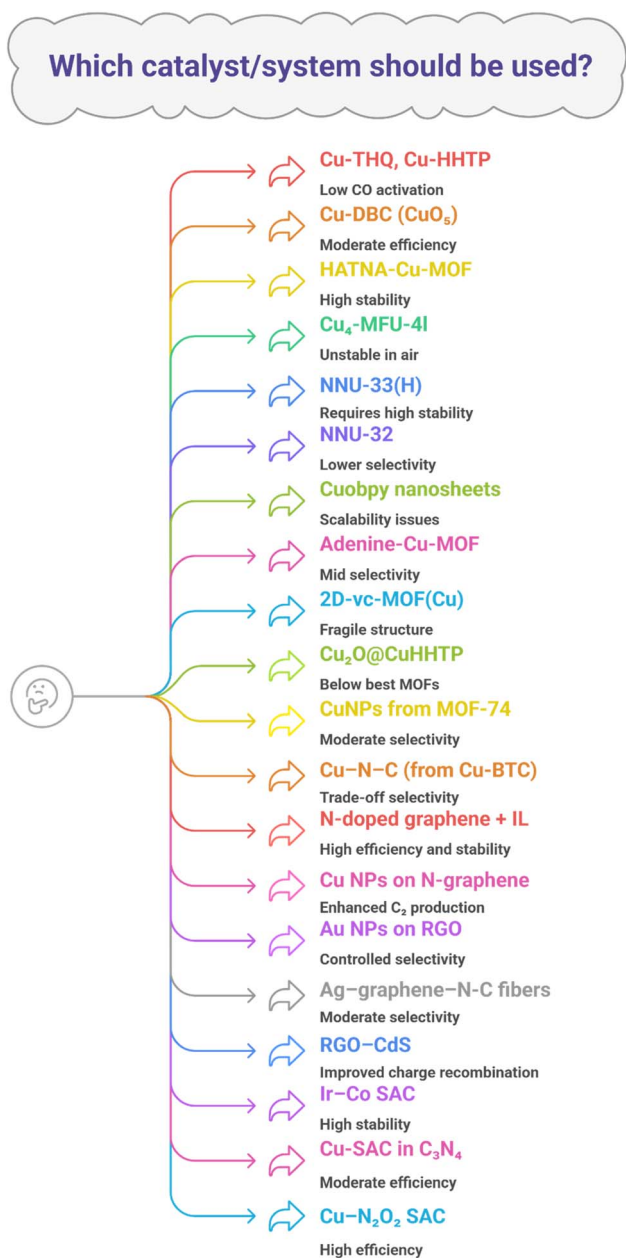 Which catalyst/system should be used?
Cu-THQ, Cu-HHTP
Low CO activation
Cu-DBC (CuO₅)
Moderate efficiency
HATNA-Cu-MOF
High stability
Cu₄-MFU-4l
Unstable in air
NNU-33(H)
Requires high stability
NNU-32
Lower selectivity
Cuobpy nanosheets
Scalability issues
Adenine-Cu-MOF
Mid selectivity
2D-vc-MOF(Cu)
Fragile structure
Cu₂O@CuHHTP
Below best MOFs
CuNPs from MOF-74
Moderate selectivity
Cu–N–C (from Cu-BTC)
Trade-off selectivity
N-doped graphene + IL
High efficiency and stability
Cu NPs on N-graphene
Enhanced C₂ production
Au NPs on RGO
Controlled selectivity
Ag–graphene–N-C fibers
Moderate selectivity
RGO–CdS
Improved charge recombination
Ir–Co SAC
High stability
Cu-SAC in C₃N₄
Moderate efficiency
Cu–N₂O₂ SAC
High efficiency